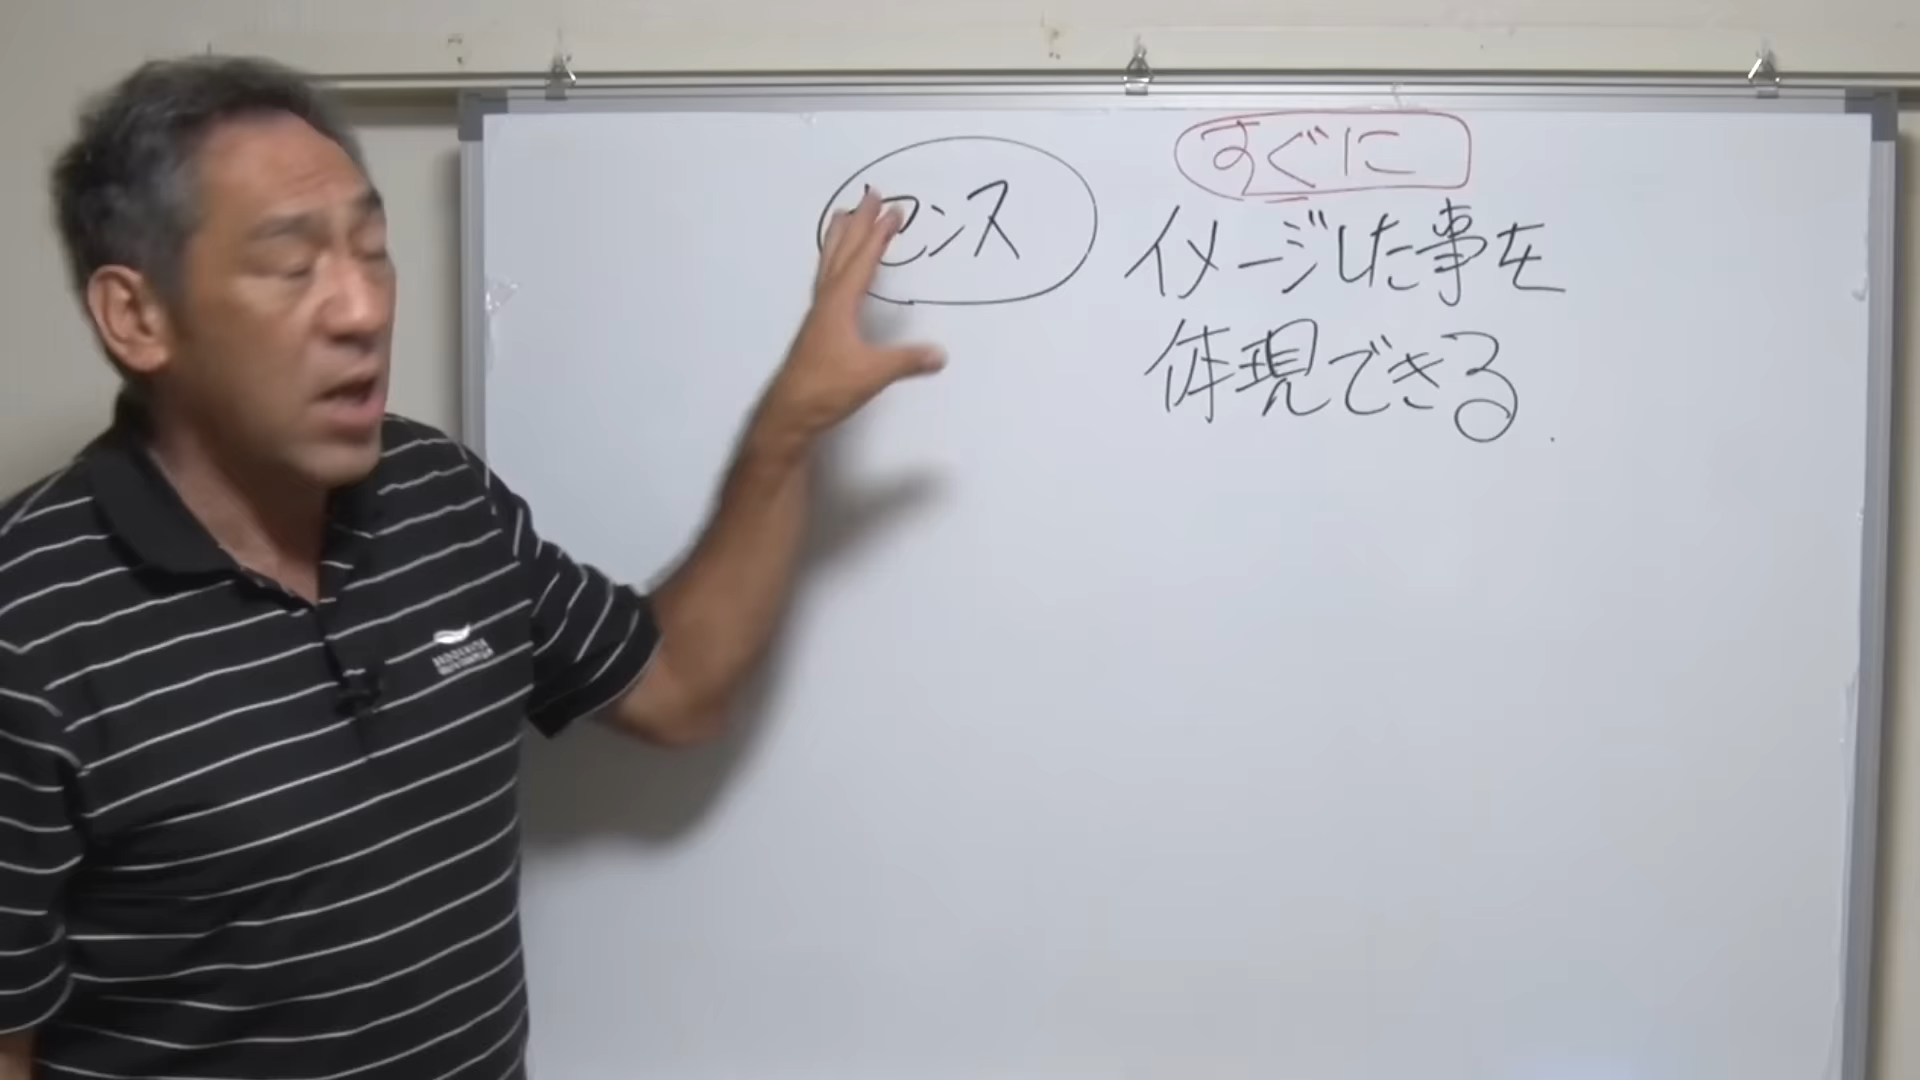 センス
すぐに
イメージした事を
体現できる.